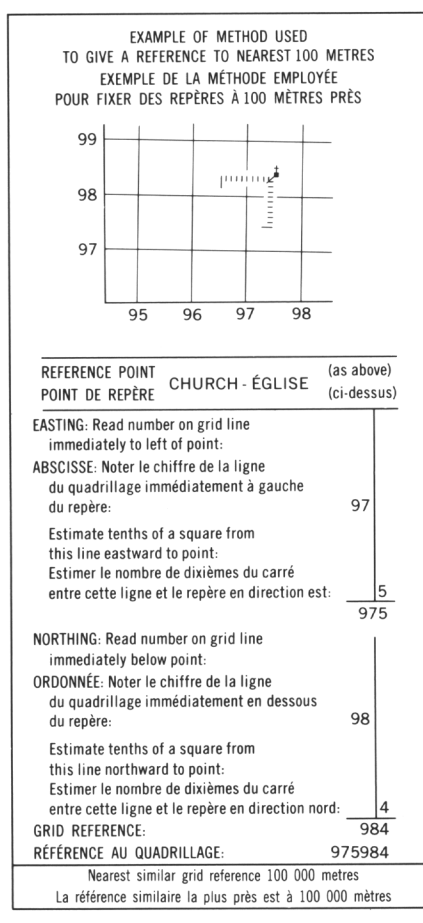 EXAMPLE OF METHOD USED
TO GIVE A REFERENCE TO NEAREST 100 METRES
EXEMPLE DE LA MÉTHODE EMPLOYÉE
POUR FIXER DES REPÈRES À 100 MÈTRES PRÈS
99
98
97
95 96 97 98
REFERENCE POINT
POINT DE REPÈRE
CHURCH - ÉGLISE
(as above)
(ci-dessus)
EASTING: Read number on grid line
immediately to left of point:
ABSCISSE: Noter le chiffre de la ligne
du quadrillage immédiatement à gauche
du repère: 97
Estimate tenths of a square from
this line eastward to point:
Estimer le nombre de dixièmes du carré
entre cette ligne et le repère en direction est: 5
975
NORTHING: Read number on grid line
immediately below point:
ORDONNÉE: Noter le chiffre de la ligne
du quadrillage immédiatement en dessous
du repère: 98
Estimate tenths of a square from
this line northward to point:
Estimer le nombre de dixièmes du carré
entre cette ligne et le repère en direction nord: 4
GRID REFERENCE: 984
RÉFÉRENCE AU QUADRILLAGE: 975984
Nearest similar grid reference 100 000 metres
La référence similaire la plus près est à 100 000 mètres